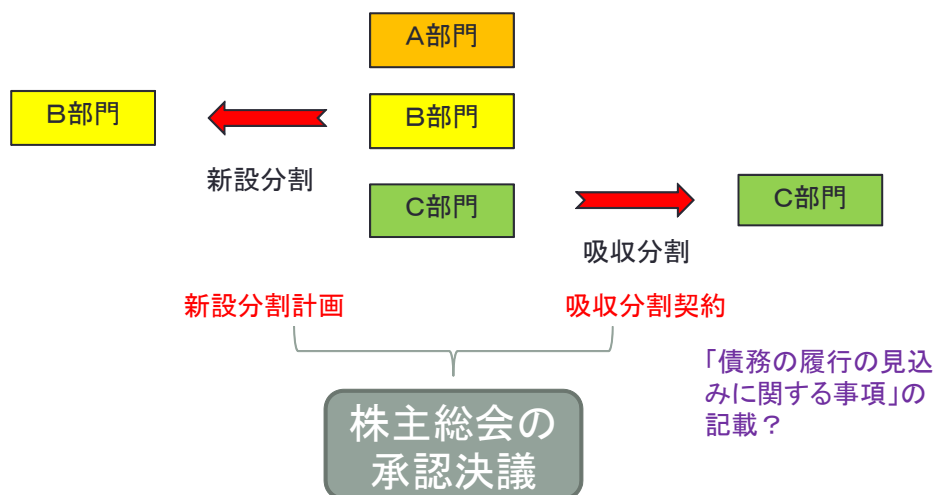 A部門
B部門
B部門
新設分割
C部門
C部門
吸収分割
新設分割計画
吸収分割契約
「債務の履行の見込
みに関する事項」の
記載？
株主総会の
承認決議